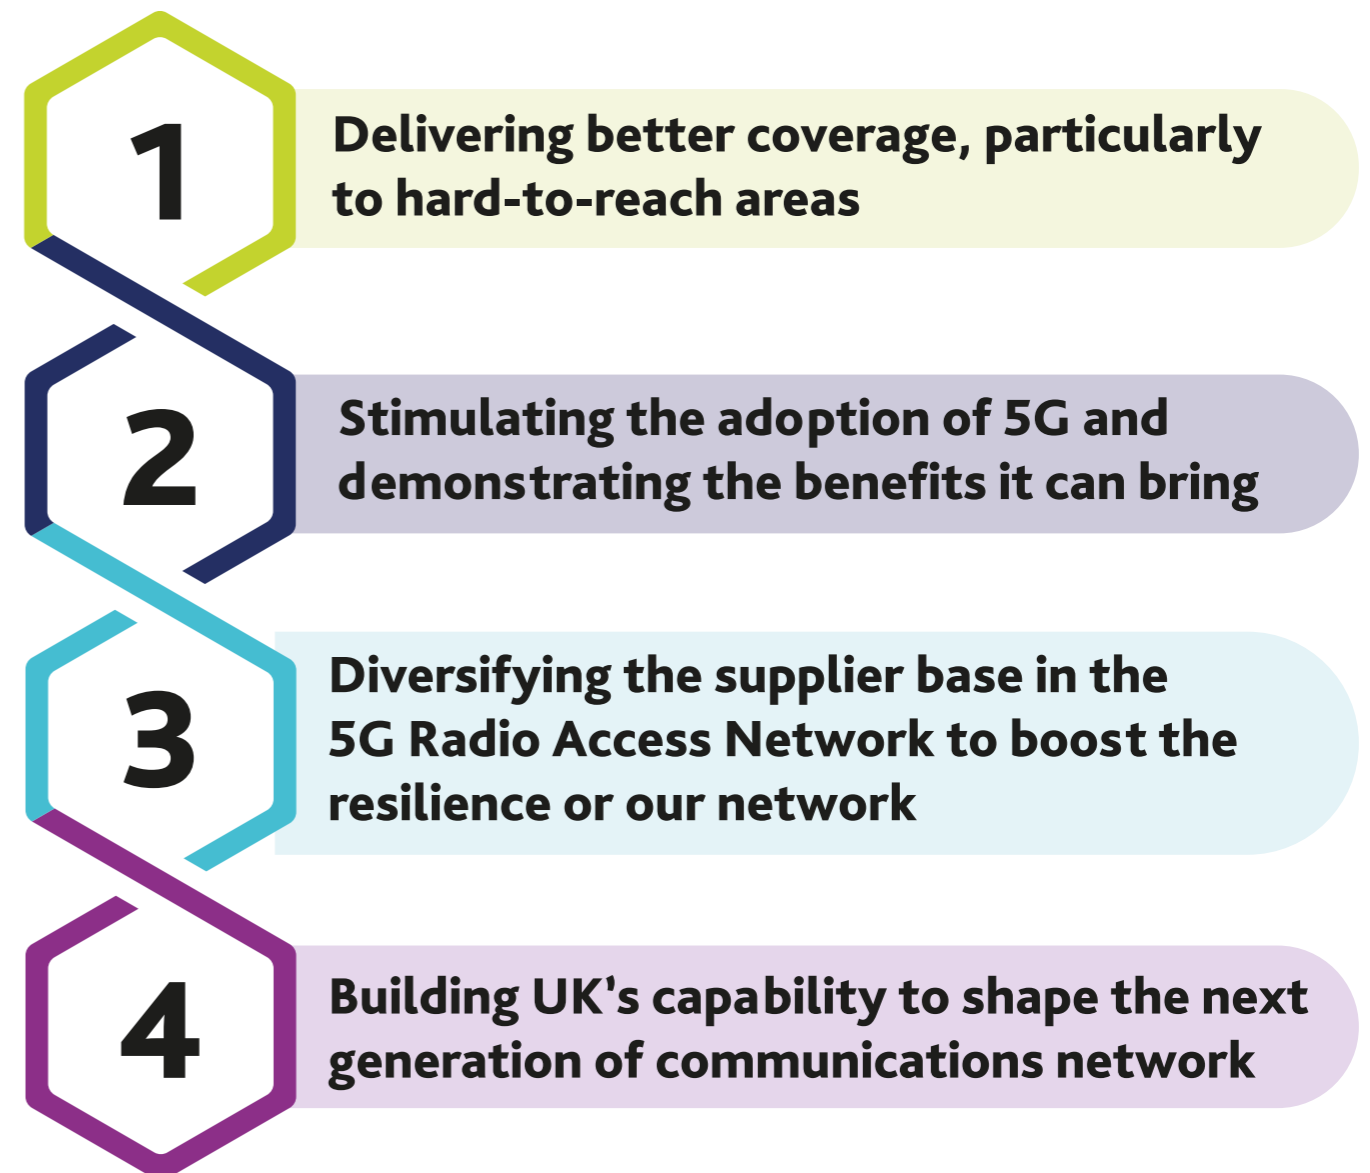 1
Delivering better coverage, particularly
to hard-to-reach areas
2
Stimulating the adoption of 5G and
demonstrating the benefits it can bring
3
Diversifying the supplier base in the
5G Radio Access Network to boost the
resilience or our network
4
Building UK's capability to shape the next
generation of communications network